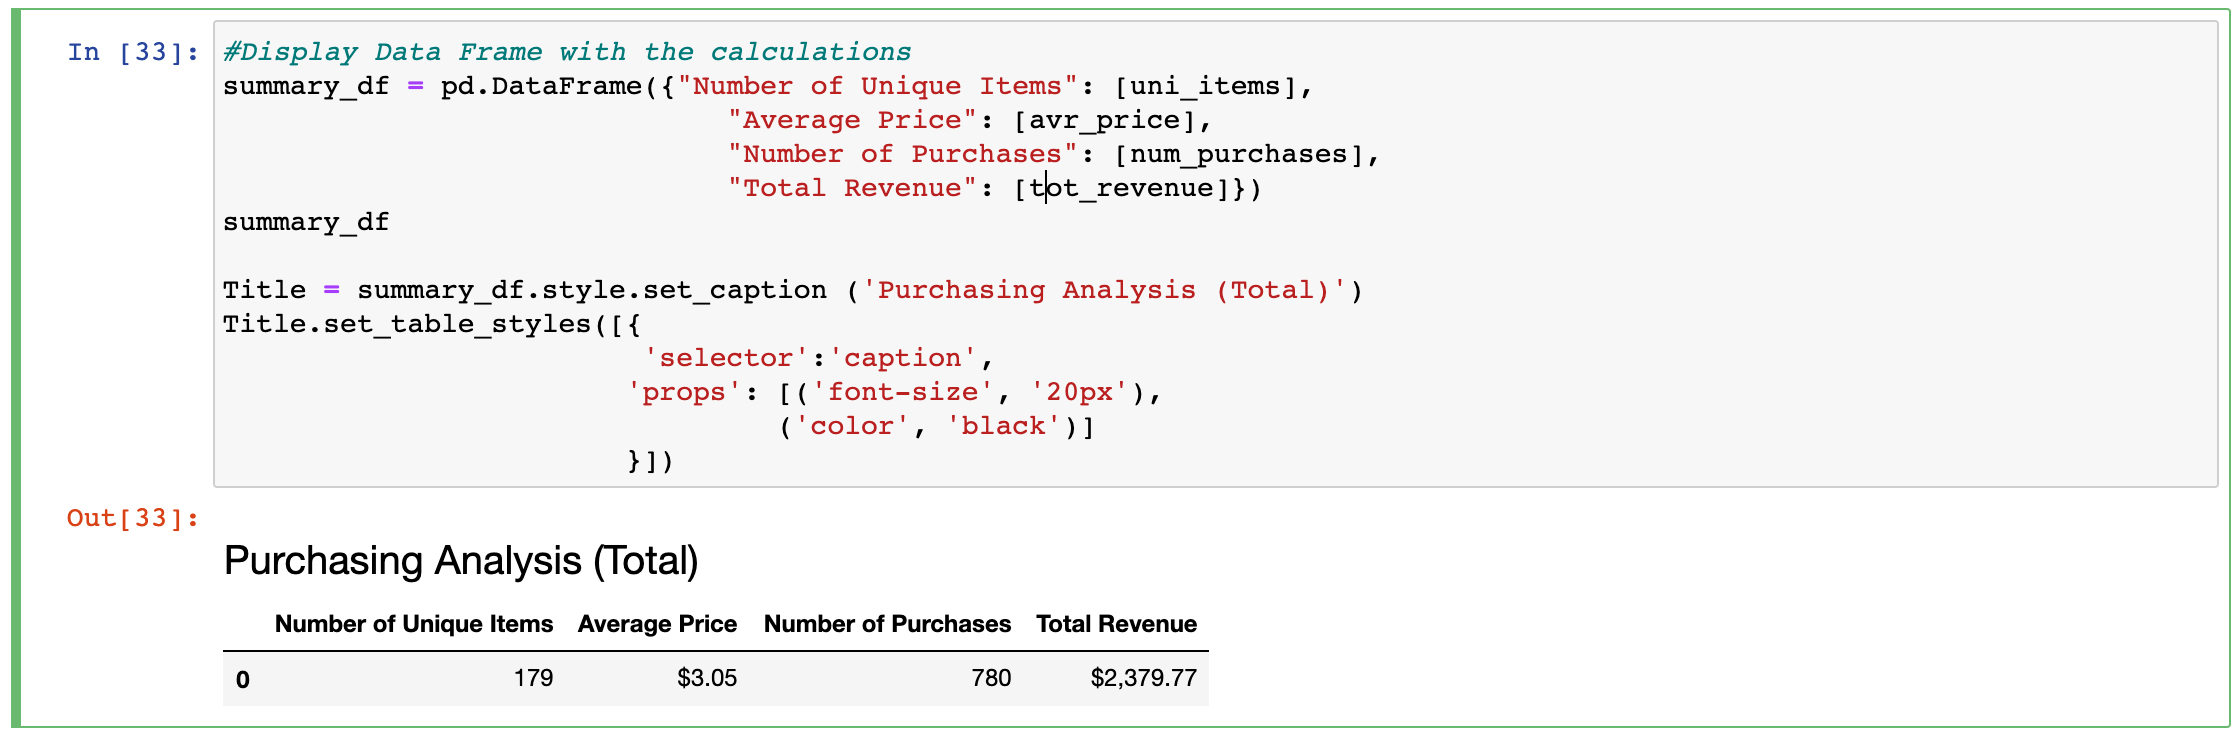 In [33]: #Display Data Frame with the calculations
summary_df = pd.DataFrame({"Number of Unique Items": [uni_items],
"Average Price": [avr_price],
"Number of Purchases": [num_purchases],
"Total Revenue": [tot_revenue]})
summary_df
Title = summary_df.style.set_caption ('Purchasing Analysis (Total)')
Title.set_table_styles([{
'selector':'caption',
'props': [('font-size', '20px'),
('color', 'black')]
}])
Out[33]:
Purchasing Analysis (Total)
Number of Unique Items Average Price Number of Purchases Total Revenue
0 179 $3.05 780 $2,379.77